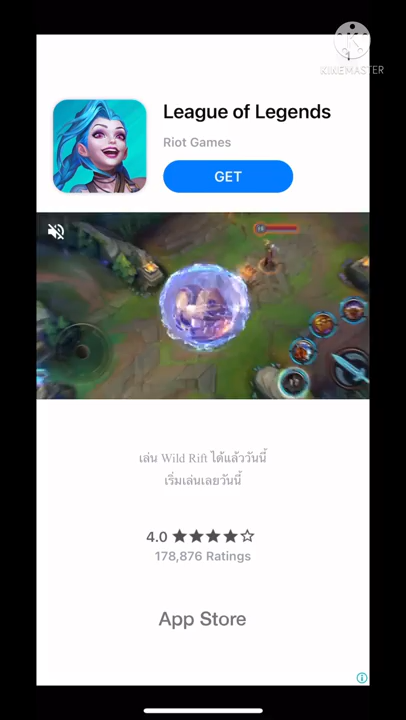 KINEMASTER
League of Legends
Riot Games
GET
เล่น Wild Rift ได้แล้ววันนี้
เริ่มเล่นเลยวันนี้
4.0
178,876 Ratings
App Store